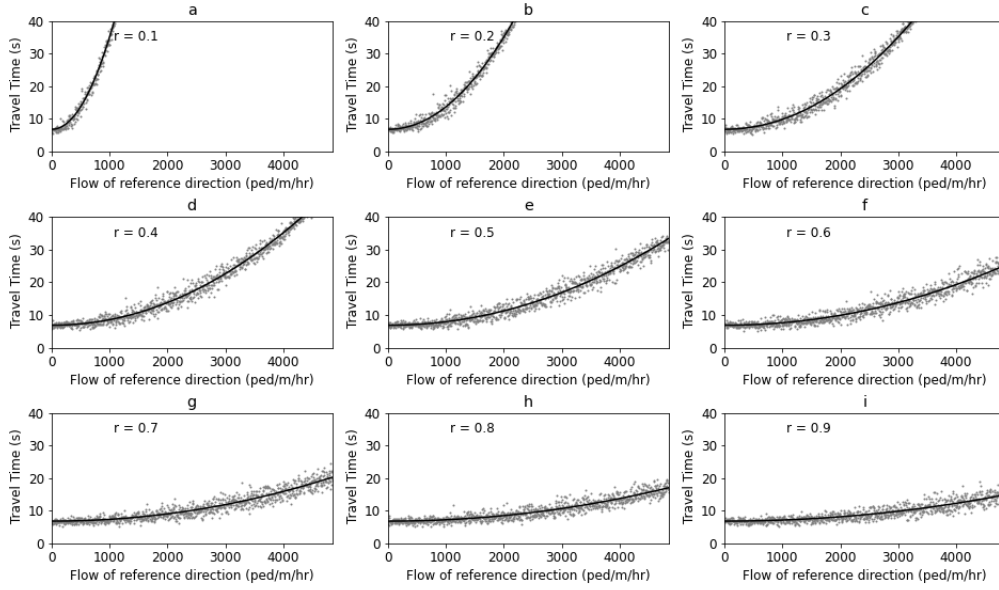 a
r = 0.1
Travel Time (s)
40
30
20
10
0
0 1000 2000 3000 4000
Flow of reference direction (ped/m/hr)
b
r = 0.2
Travel Time (s)
40
30
20
10
0
0 1000 2000 3000 4000
Flow of reference direction (ped/m/hr)
c
r = 0.3
Travel Time (s)
40
30
20
10
0
0 1000 2000 3000 4000
Flow of reference direction (ped/m/hr)
d
r = 0.4
Travel Time (s)
40
30
20
10
0
0 1000 2000 3000 4000
Flow of reference direction (ped/m/hr)
e
r = 0.5
Travel Time (s)
40
30
20
10
0
0 1000 2000 3000 4000
Flow of reference direction (ped/m/hr)
f
r = 0.6
Travel Time (s)
40
30
20
10
0
0 1000 2000 3000 4000
Flow of reference direction (ped/m/hr)
g
r = 0.7
Travel Time (s)
40
30
20
10
0
0 1000 2000 3000 4000
Flow of reference direction (ped/m/hr)
h
r = 0.8
Travel Time (s)
40
30
20
10
0
0 1000 2000 3000 4000
Flow of reference direction (ped/m/hr)
i
r = 0.9
Travel Time (s)
40
30
20
10
0
0 1000 2000 3000 4000
Flow of reference direction (ped/m/hr)